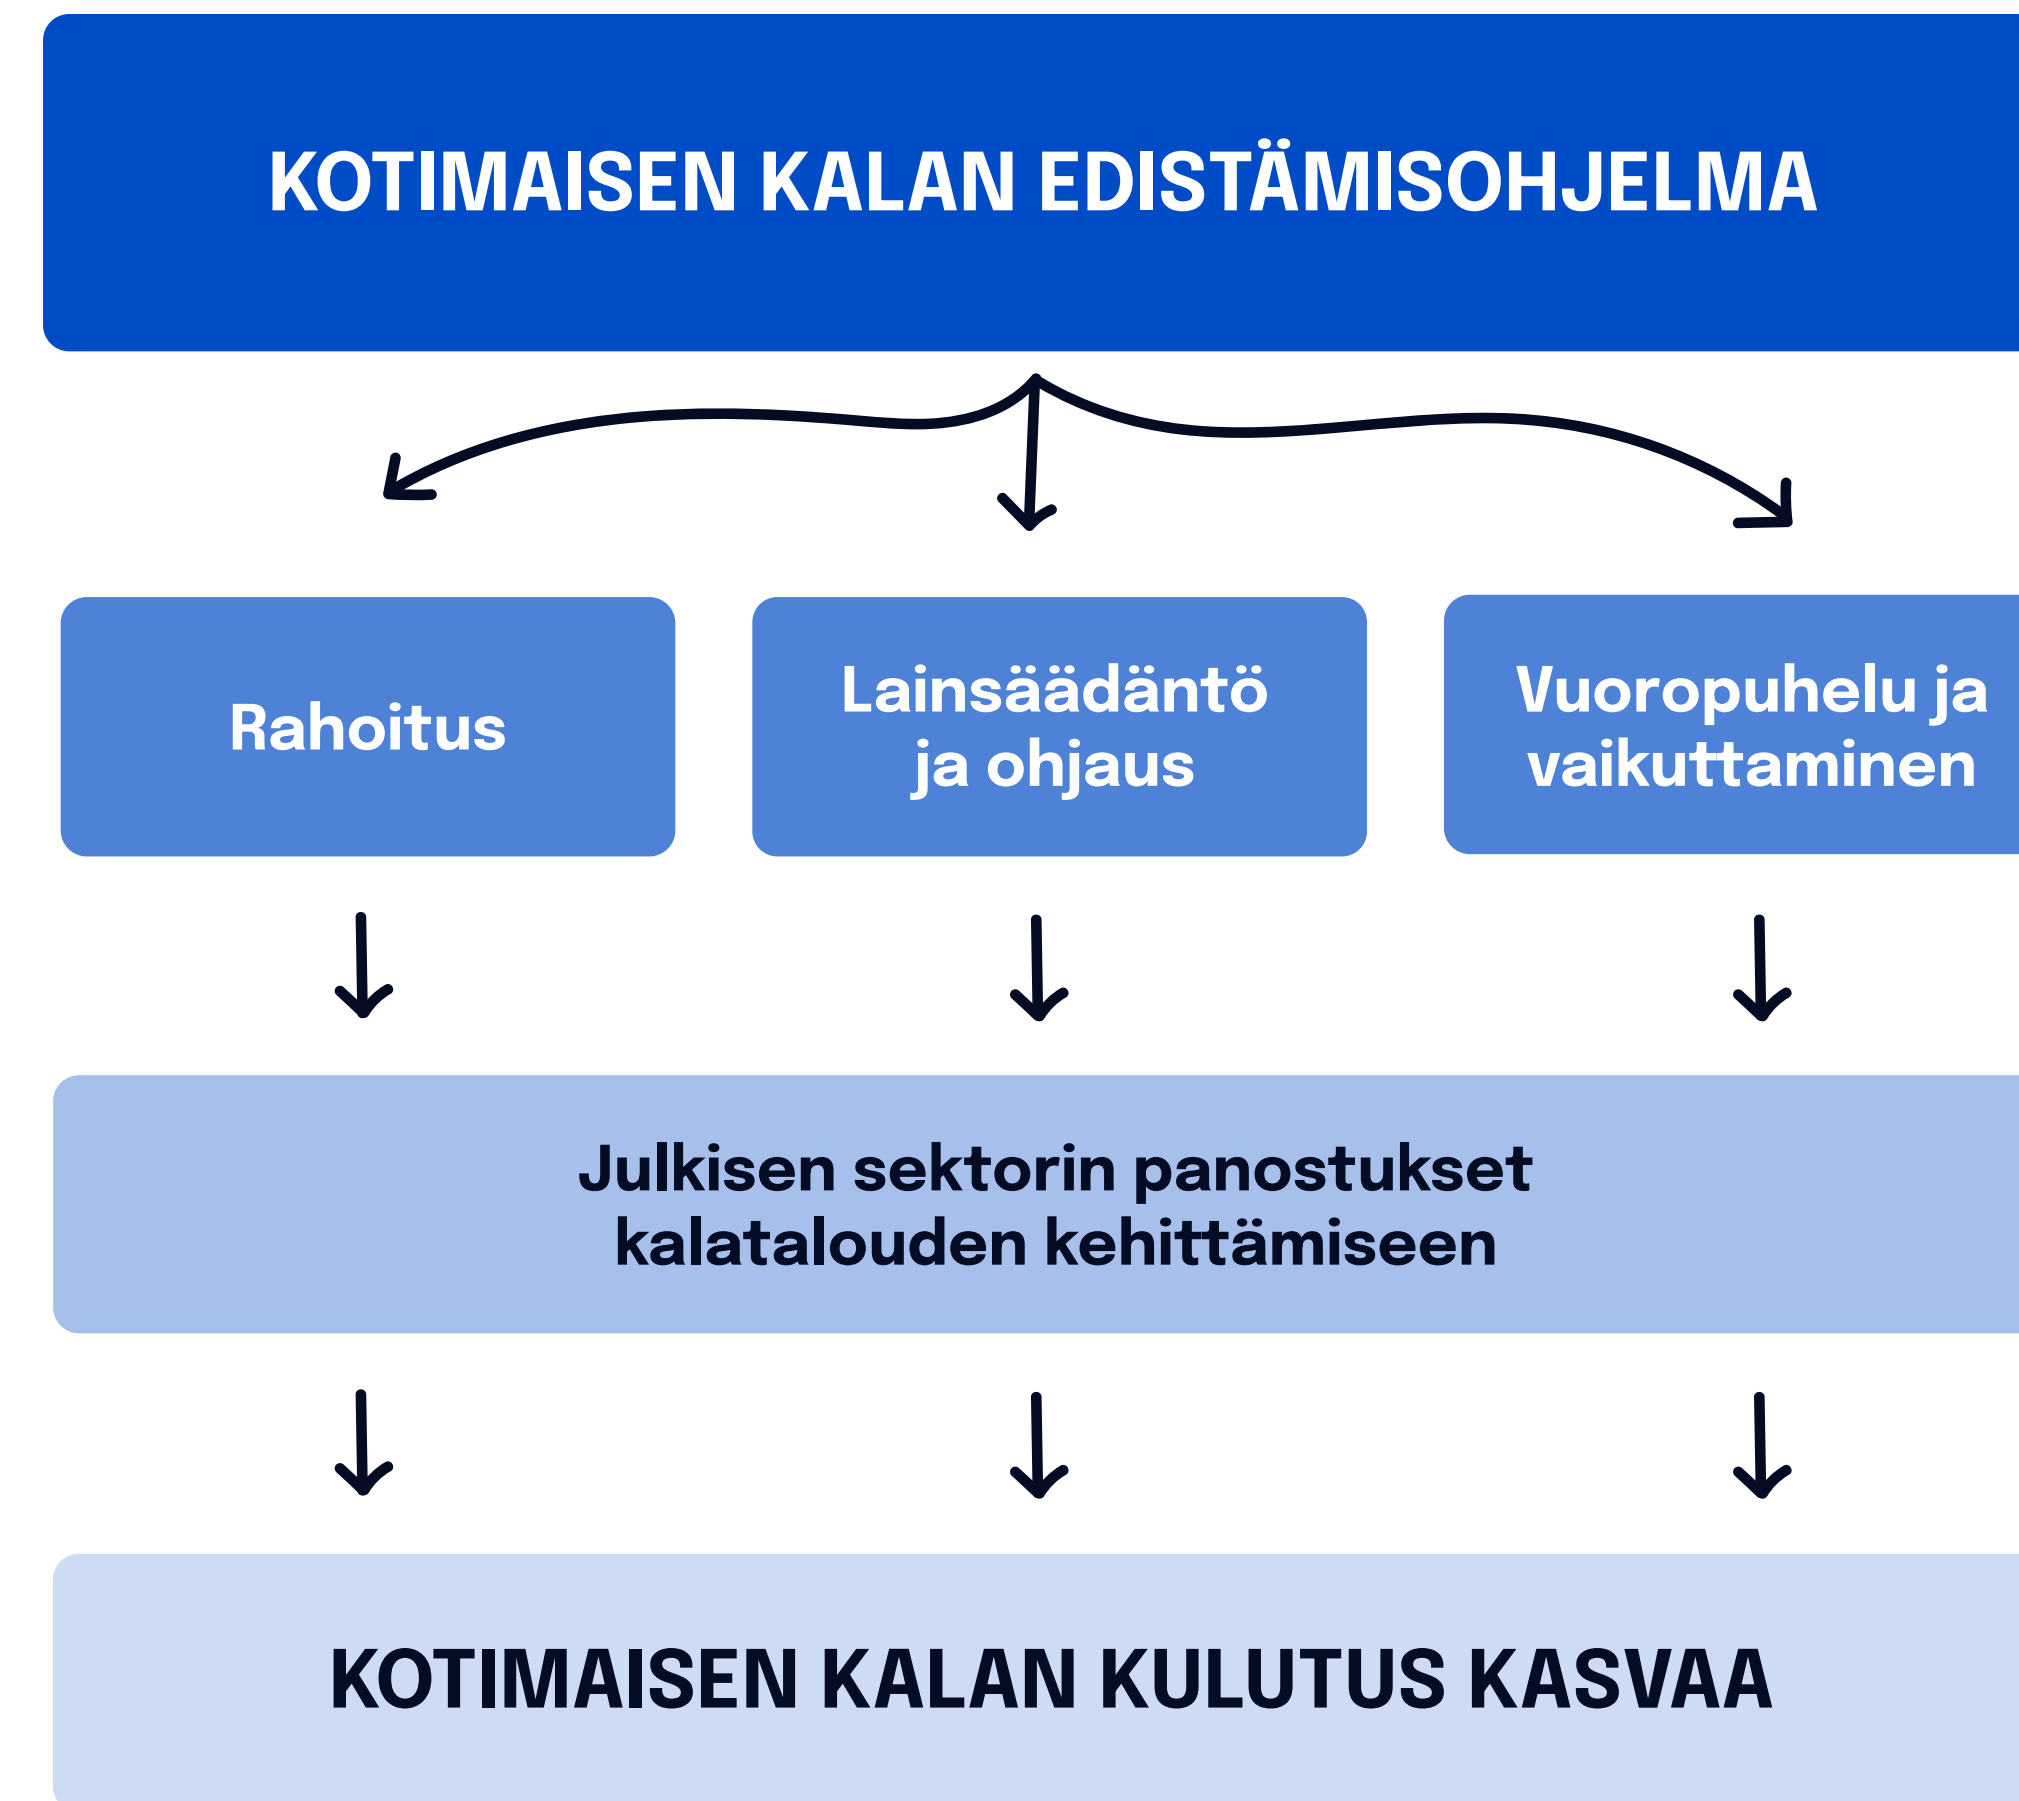 KOTIMAISEN KALAN EDISTÄMISOHJELMA
Rahoitus
Lainsäädäntö
ja ohjaus
Vuoropuhelu ja
vaikuttaminen
Julkisen sektorin panostukset
kalatalouden kehittämiseen
KOTIMAISEN KALAN KULUTUS KASVAA